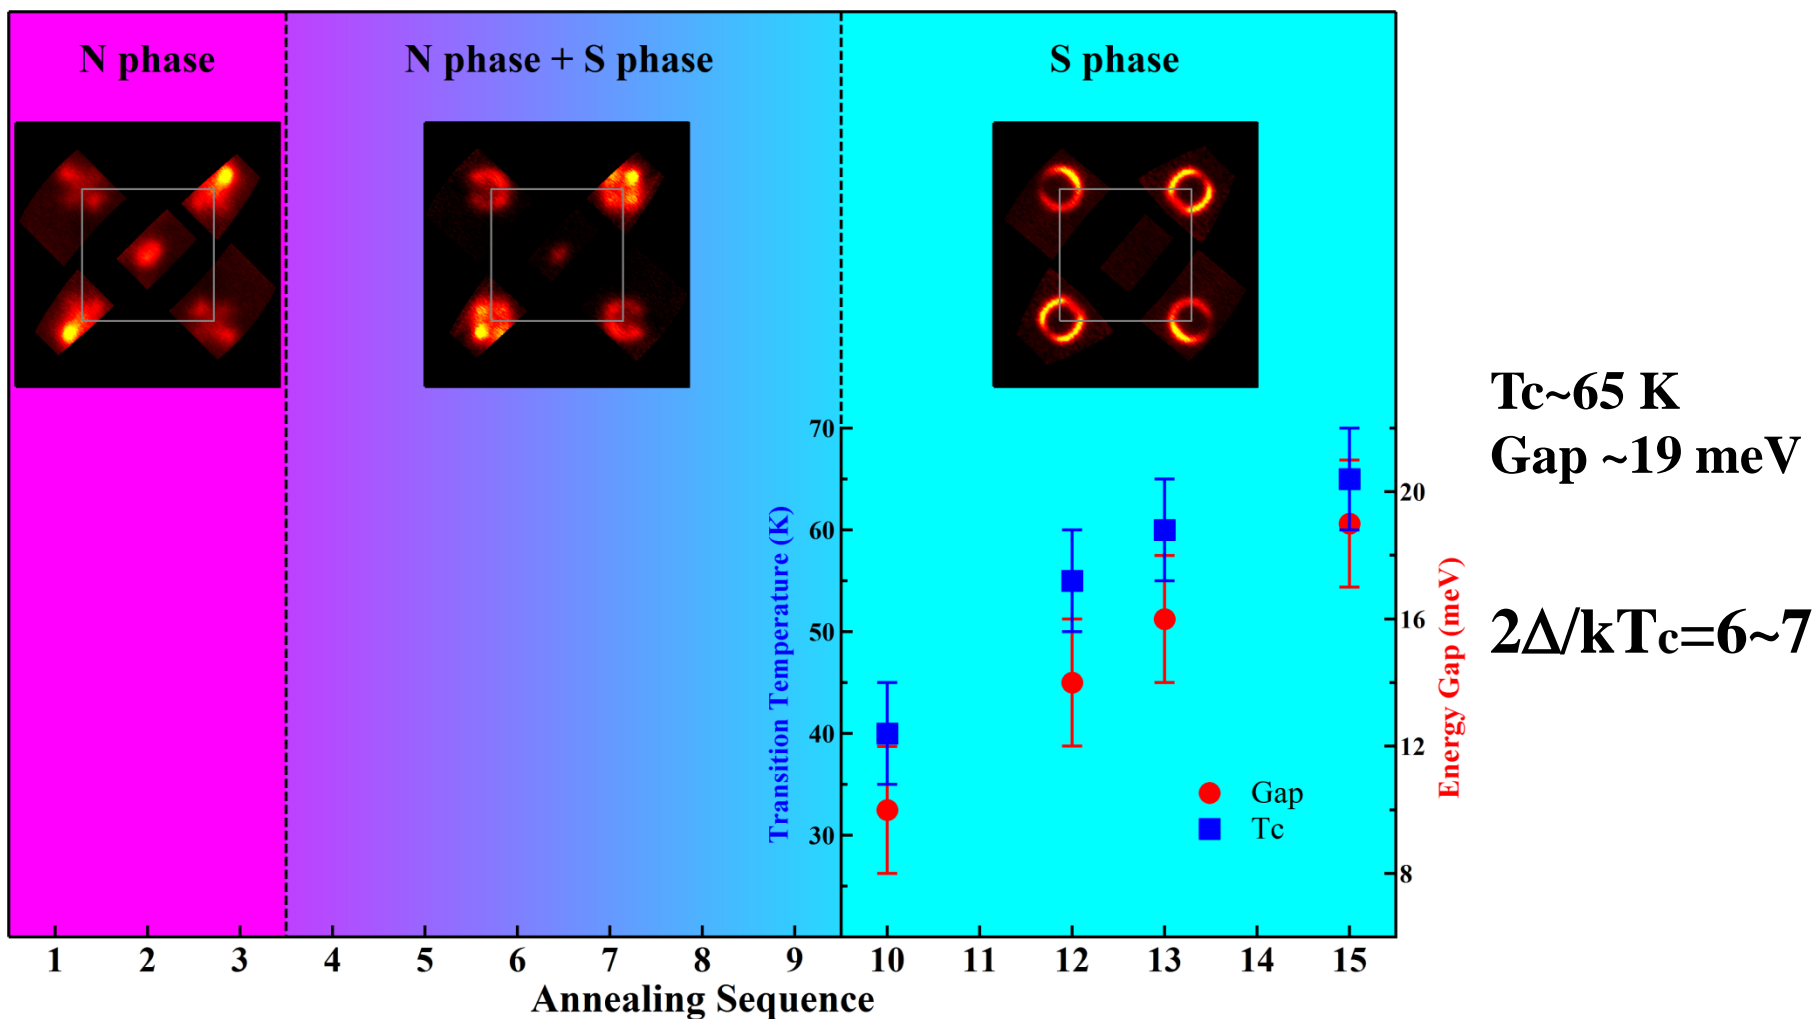 N phase
N phase + S phase
S phase
Tc~65 K
Gap ~19 meV
2Δ/kTc=6~7
70
60
50
40
30
Transition Temperature (K)
20
16
12
8
Energy Gap (meV)
Gap
Tc
1 2 3 4 5 6 7 8 9 10 11 12 13 14 15
Annealing Sequence